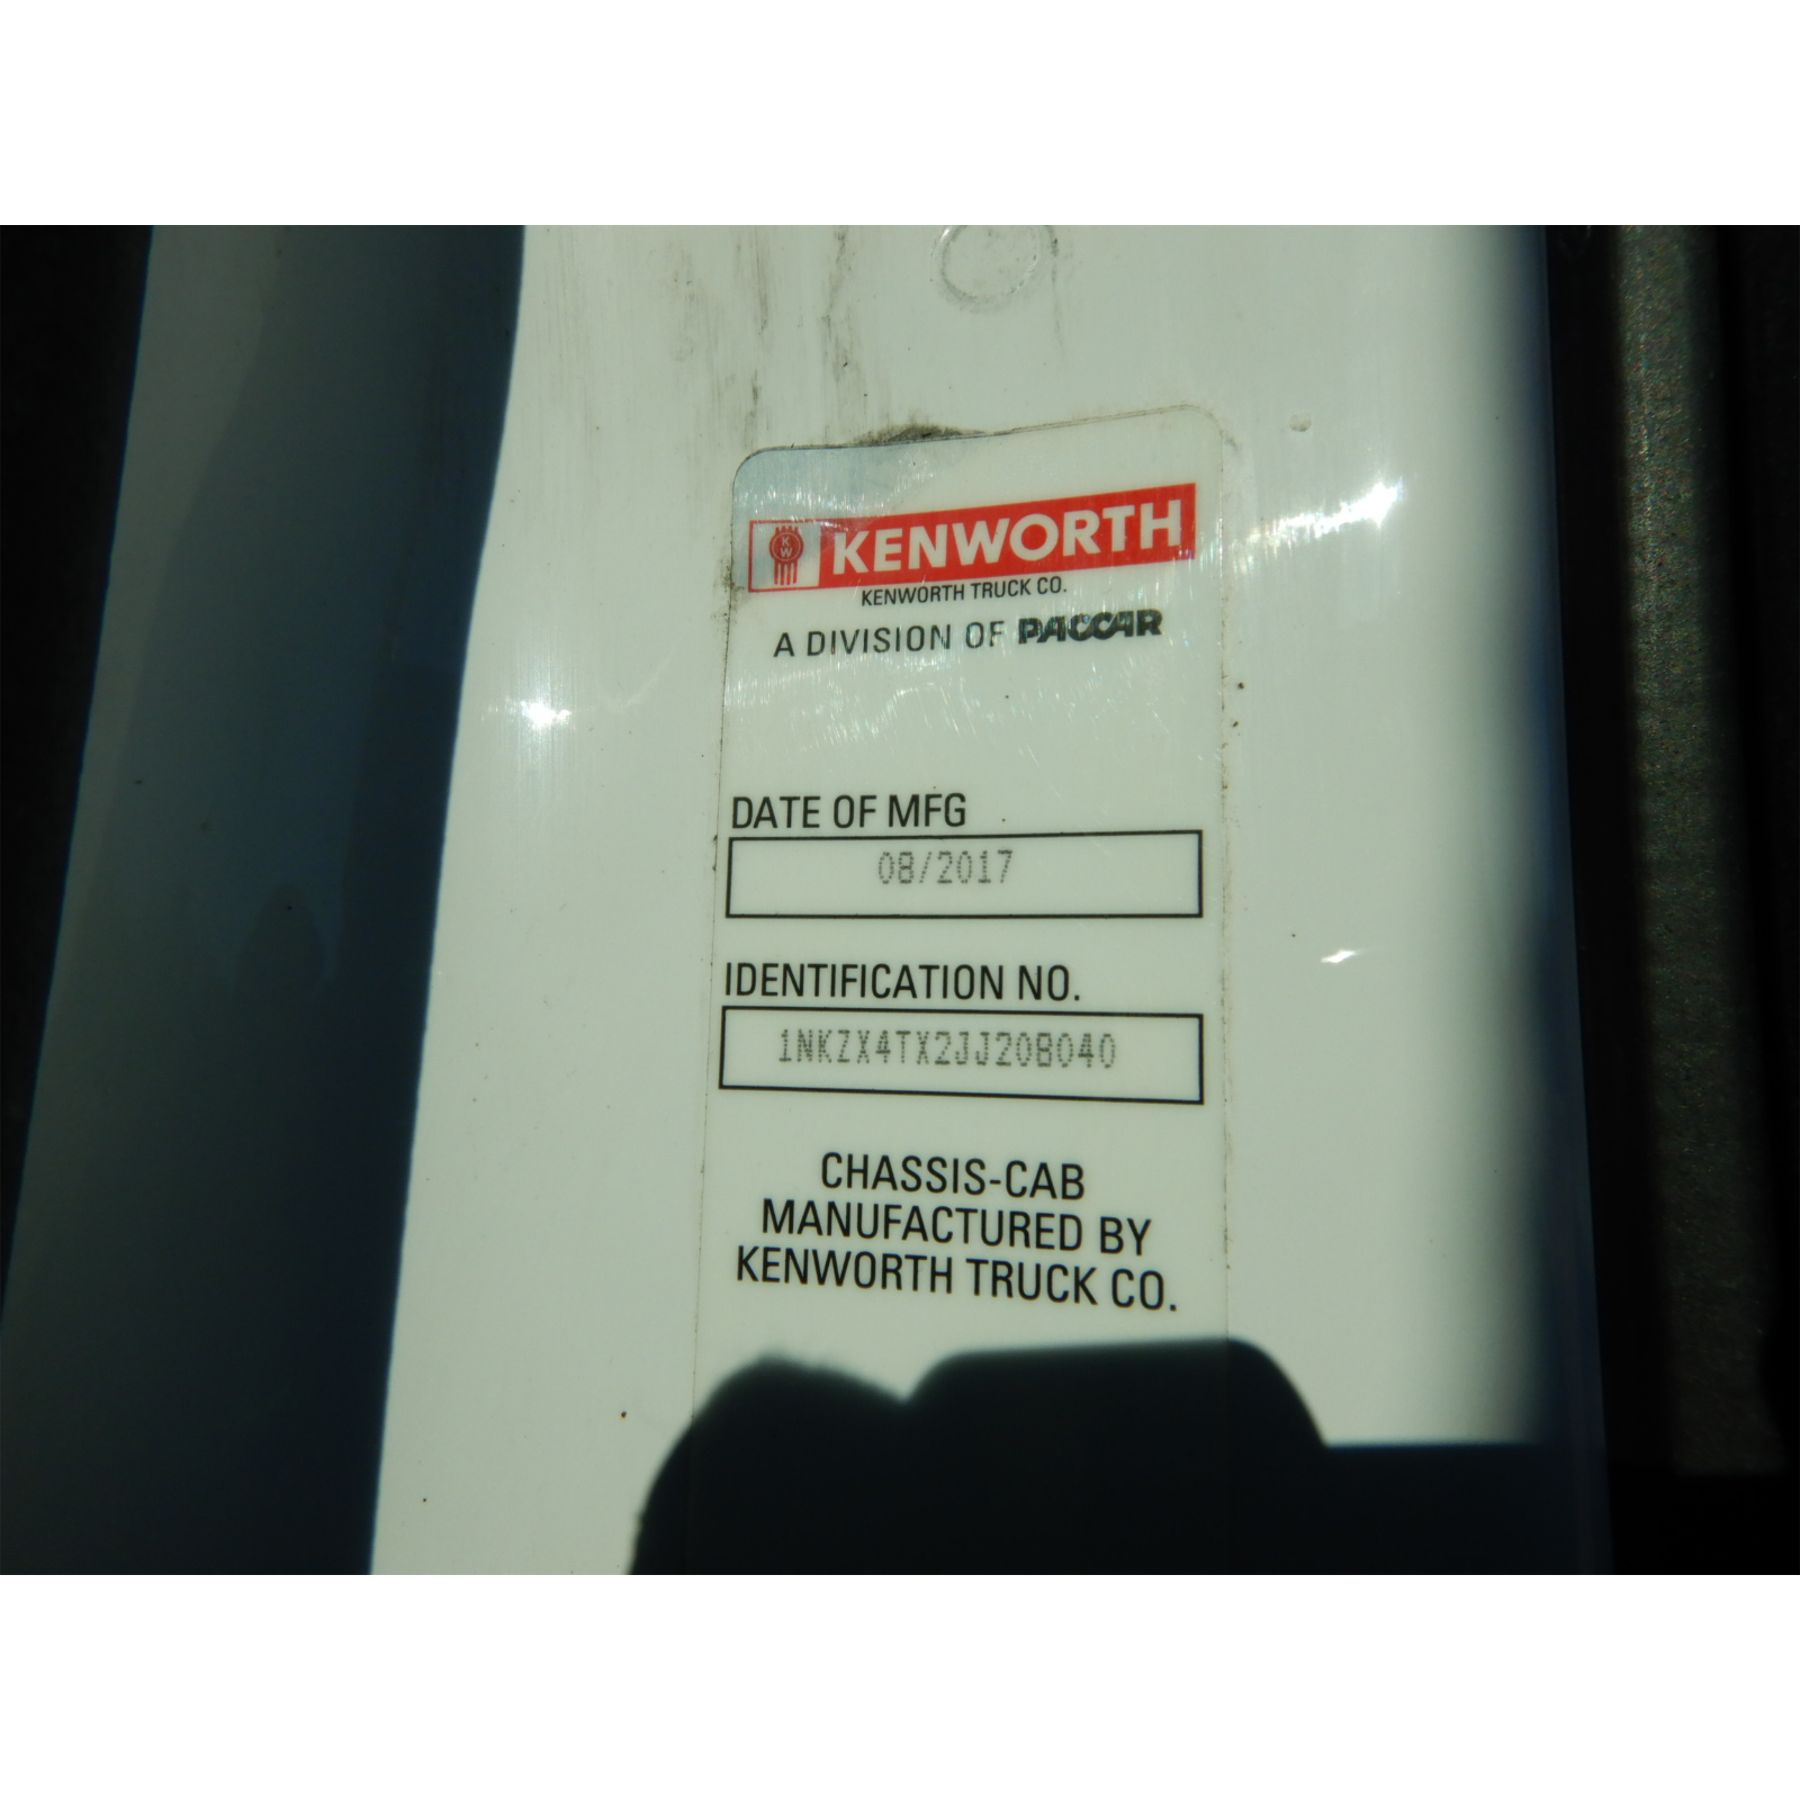 KW
KENWORTH
KENWORTH TRUCK CO.
A DIVISION OF PACCAR
DATE OF MFG
08/2017
IDENTIFICATION NO.
1NKZX4TX2JJ208040
CHASSIS-CAB
MANUFACTURED BY
KENWORTH TRUCK CO.